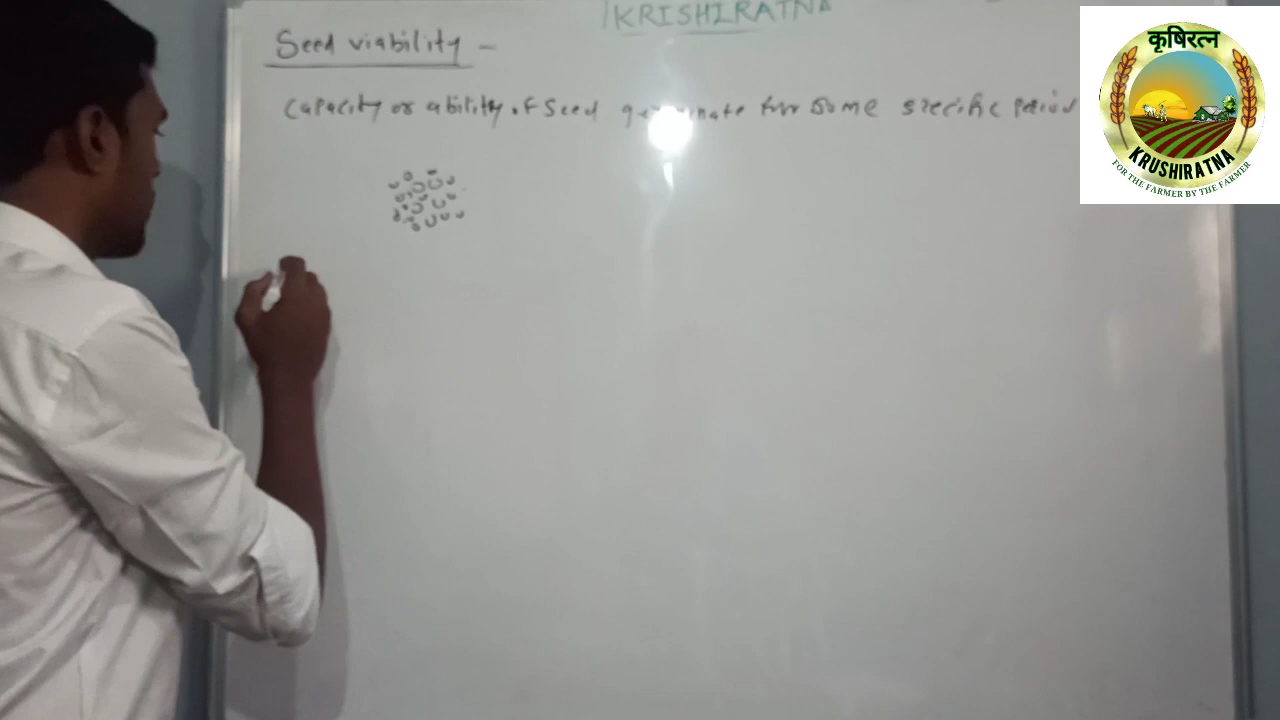 KRISHIRATNA
Seed viability -
capacity or ability of Seed germinate for some specific period
कृषिरत्न
KRUSHIRATNA
FOR THE FARMER BY THE FARMER